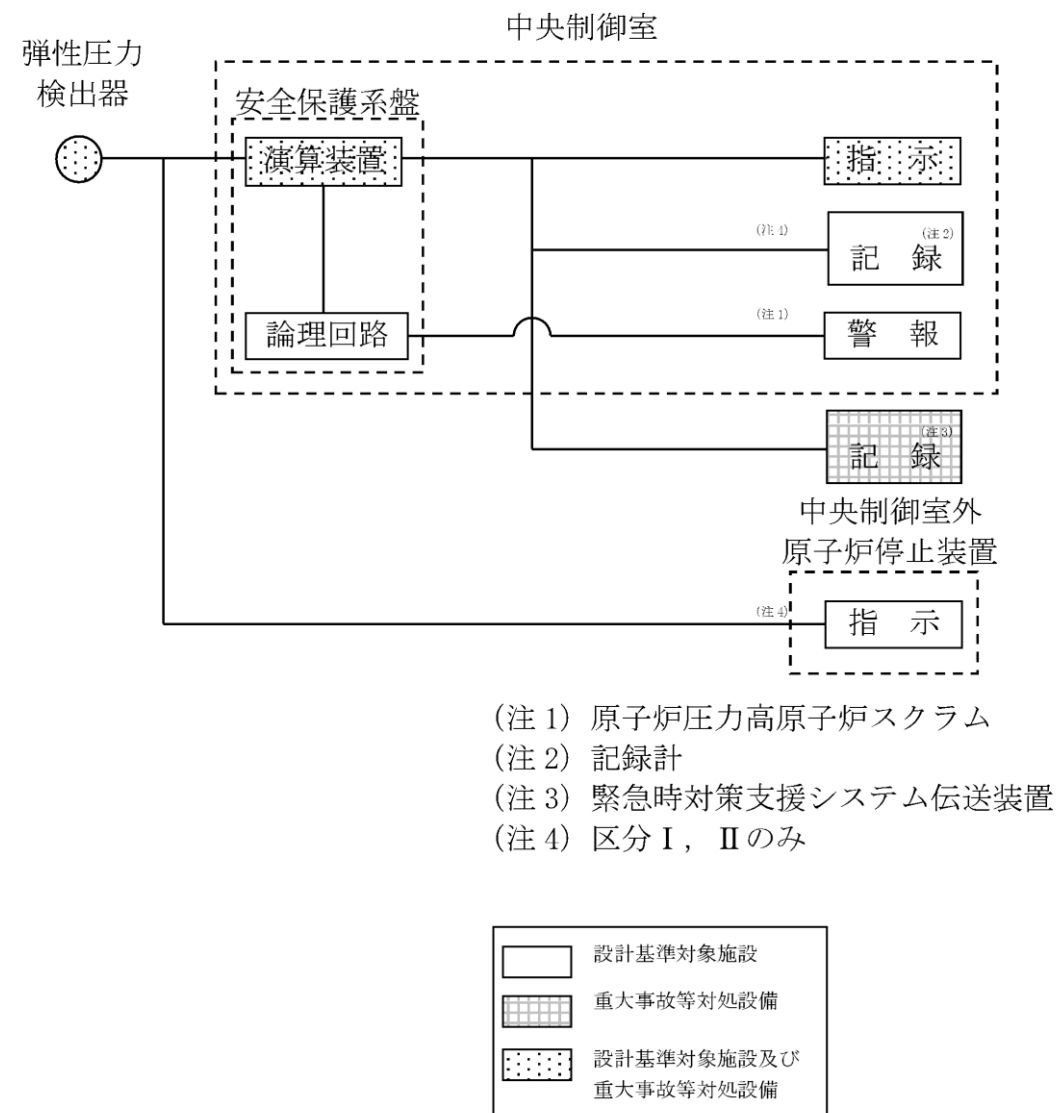 中央制御室
弾性圧力
検出器
安全保護系盤
演算装置
指 示
(注4)
(注2)
記 録
論理回路
(注1)
警 報
(注3)
記 録
中央制御室外
原子炉停止装置
(注4)
指 示
(注1) 原子炉圧力高原子炉スクラム
(注2) 記録計
(注3) 緊急時対策支援システム伝送装置
(注4) 区分Ⅰ，Ⅱのみ
設計基準対象施設
重大事故等対処設備
設計基準対象施設及び
重大事故等対処設備